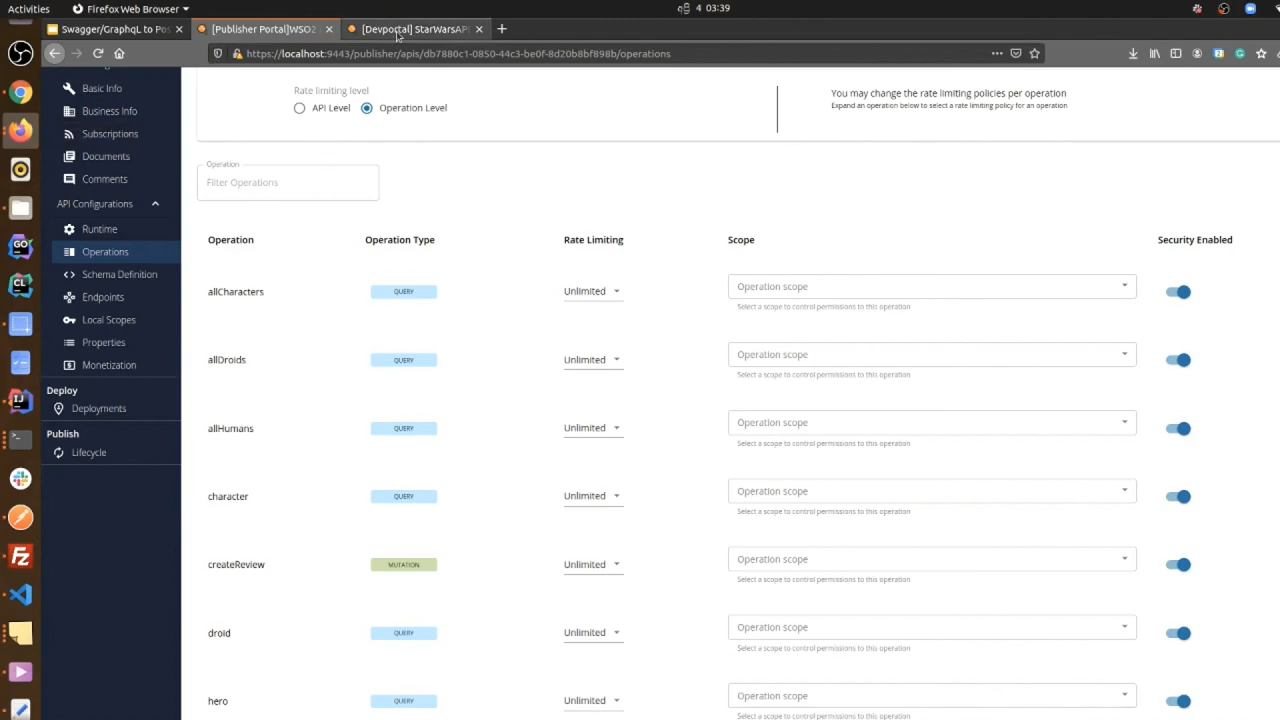 Activities
Firefox Web Browser
4 03:39
Swagger/GraphqL to Pos
[Publisher Portal]WSO2
[Devportal] StarWarsAPI
https://localhost:9443/publisher/apis/db7880c1-0850-44c3-be0f-8d20b8bf898b/operations
Basic Info
Business Info
Subscriptions
Documents
Comments
API Configurations
Runtime
Operations
Schema Definition
Endpoints
Local Scopes
Properties
Monetization
Deploy
Deployments
Publish
Lifecycle
Rate limiting level
API Level
Operation Level
You may change the rate limiting policies per operation
Expand an operation below to select a rate limiting policy for an operation
Operation
Filter Operations
Operation Operation Type Rate Limiting Scope Security Enabled
allCharacters QUERY Unlimited Operation scope
Select a scope to control permissions to this operation
allDroids QUERY Unlimited Operation scope
Select a scope to control permissions to this operation
allHumans QUERY Unlimited Operation scope
Select a scope to control permissions to this operation
character QUERY Unlimited Operation scope
Select a scope to control permissions to this operation
createReview MUTATION Unlimited Operation scope
Select a scope to control permissions to this operation
droid QUERY Unlimited Operation scope
Select a scope to control permissions to this operation
hero QUERY Unlimited Operation scope
Select a scope to control permissions to this operation